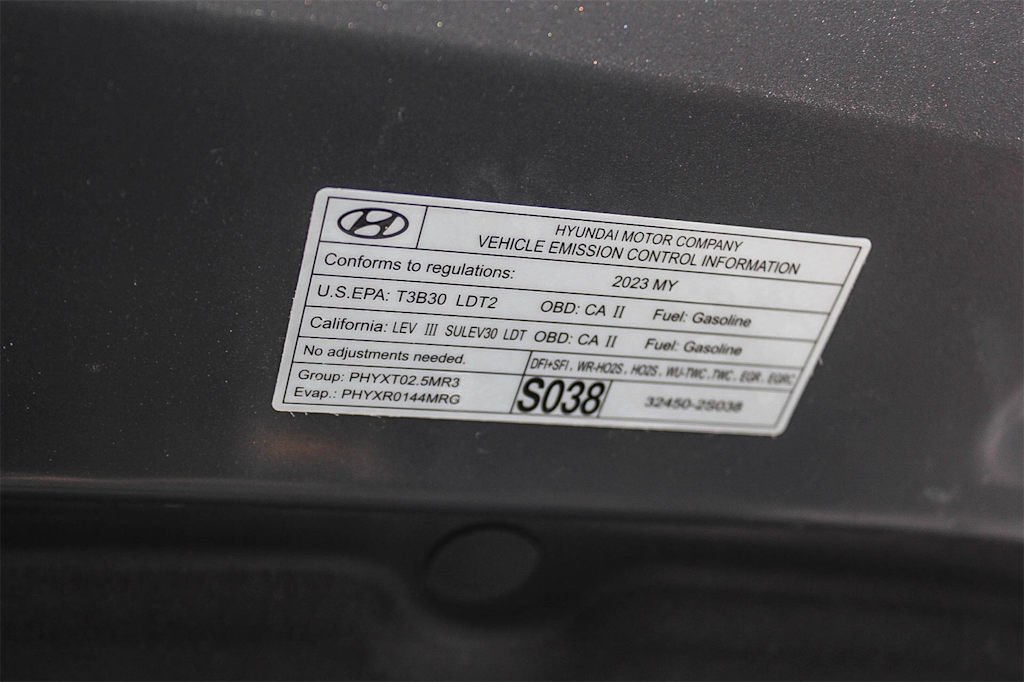 HYUNDAI MOTOR COMPANY
VEHICLE EMISSION CONTROL INFORMATION
Conforms to regulations: 2023 MY
U.S.EPA: T3B30 LDT2 OBD: CA II Fuel: Gasoline
California: LEV III SULEV30 LDT OBD: CA II Fuel: Gasoline
No adjustments needed. DFI+SFI, WR-HO2S, HO2S, WU-TWC, TWC, EGR, EGRC
Group: PHYXT02.5MR3
Evap.: PHYXR0144MRG
S038 32450-2S038